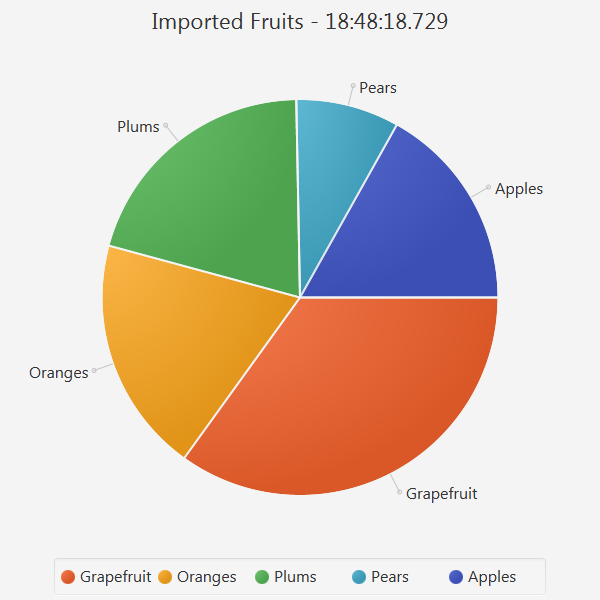 Imported Fruits - 18:48:18.729
Pears
Plums
Apples
Oranges
Grapefruit
Grapefruit Oranges Plums Pears Apples